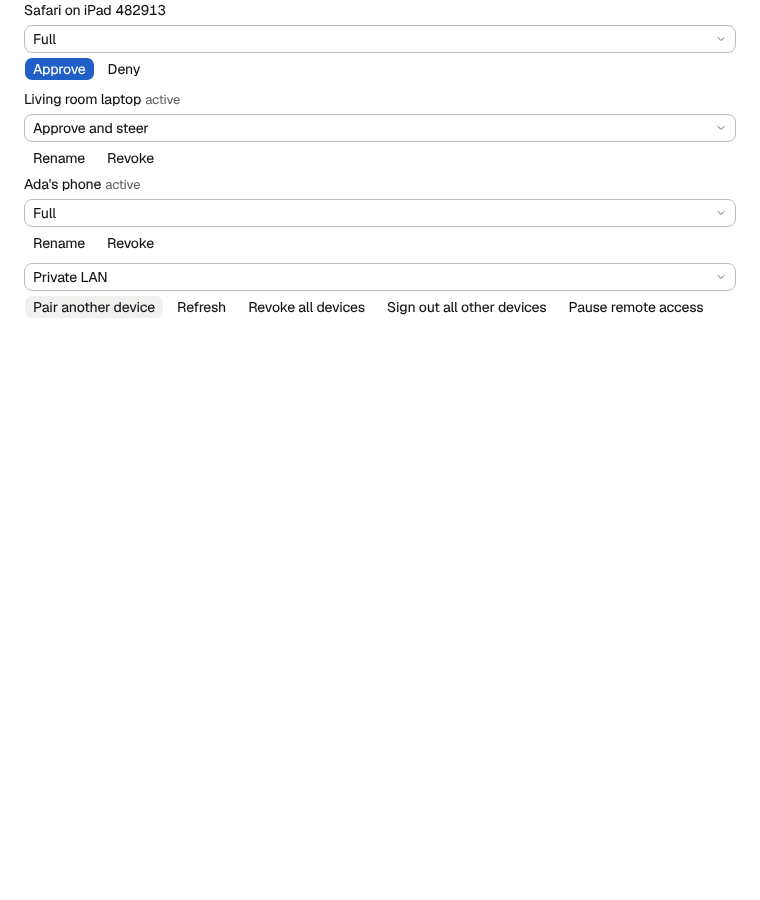 Safari on iPad 482913
Full
Approve Deny
Living room laptop active
Approve and steer
Rename Revoke
Ada's phone active
Full
Rename Revoke
Private LAN
Pair another device Refresh Revoke all devices Sign out all other devices Pause remote access